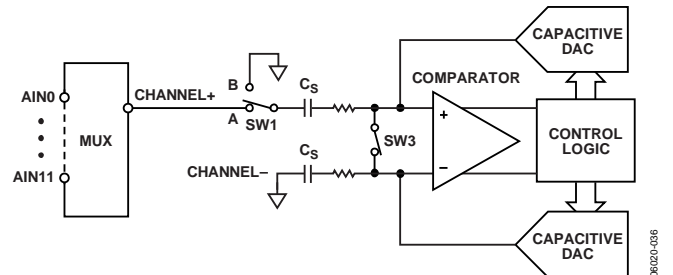 CAPACITIVE
DAC
COMPARATOR
B
CS
CHANNEL+
AIN0
A
SW1
+
MUX
SW3
CONTROL
LOGIC
AIN11
CHANNEL–
CS
–
CAPACITIVE
DAC
06020-036